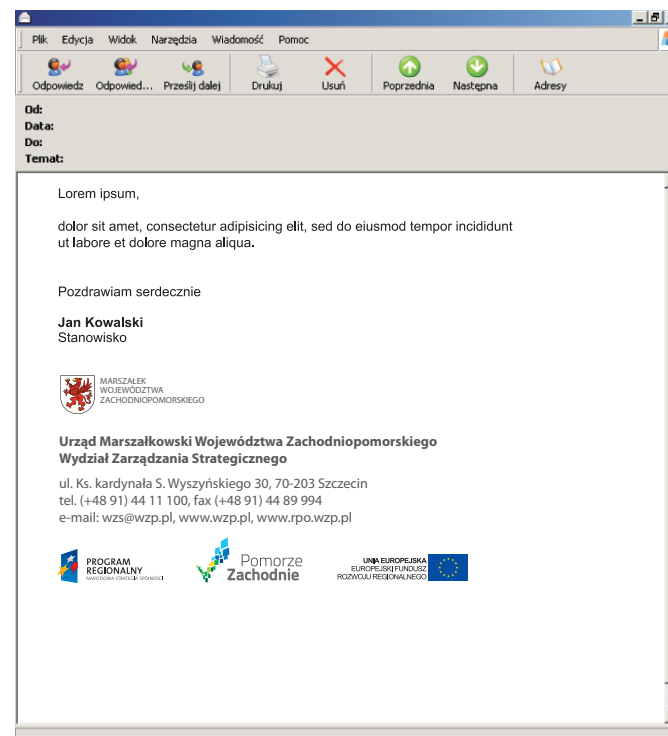 Plik Edycja Widok Narzędzia Wiadomość Pomoc
Odpowiedz Odpowied... Prześlij dalej Drukuj Usuń Poprzednia Następna Adresy
Od:
Data:
Do:
Temat:
Lorem ipsum,
dolor sit amet, consectetur adipisicing elit, sed do eiusmod tempor incididunt
ut labore et dolore magna aliqua.
Pozdrawiam serdecznie
Jan Kowalski
Stanowisko
MARSZAŁEK
WOJEWÓDZTWA
ZACHODNIOPOMORSKIEGO
Urząd Marszałkowski Województwa Zachodniopomorskiego
Wydział Zarządzania Strategicznego
ul. Ks. kardynała S. Wyszyńskiego 30, 70-203 Szczecin
tel. (+48 91) 44 11 100, fax (+48 91) 44 89 994
e-mail: wzs@wzp.pl, www.wzp.pl, www.rpo.wzp.pl
PROGRAM
REGIONALNY
NARODOWA STRATEGIA SPÓJNOŚCI
Pomorze
Zachodnie
UNIA EUROPEJSKA
EUROPEJSKI FUNDUSZ
ROZWOJU REGIONALNEGO